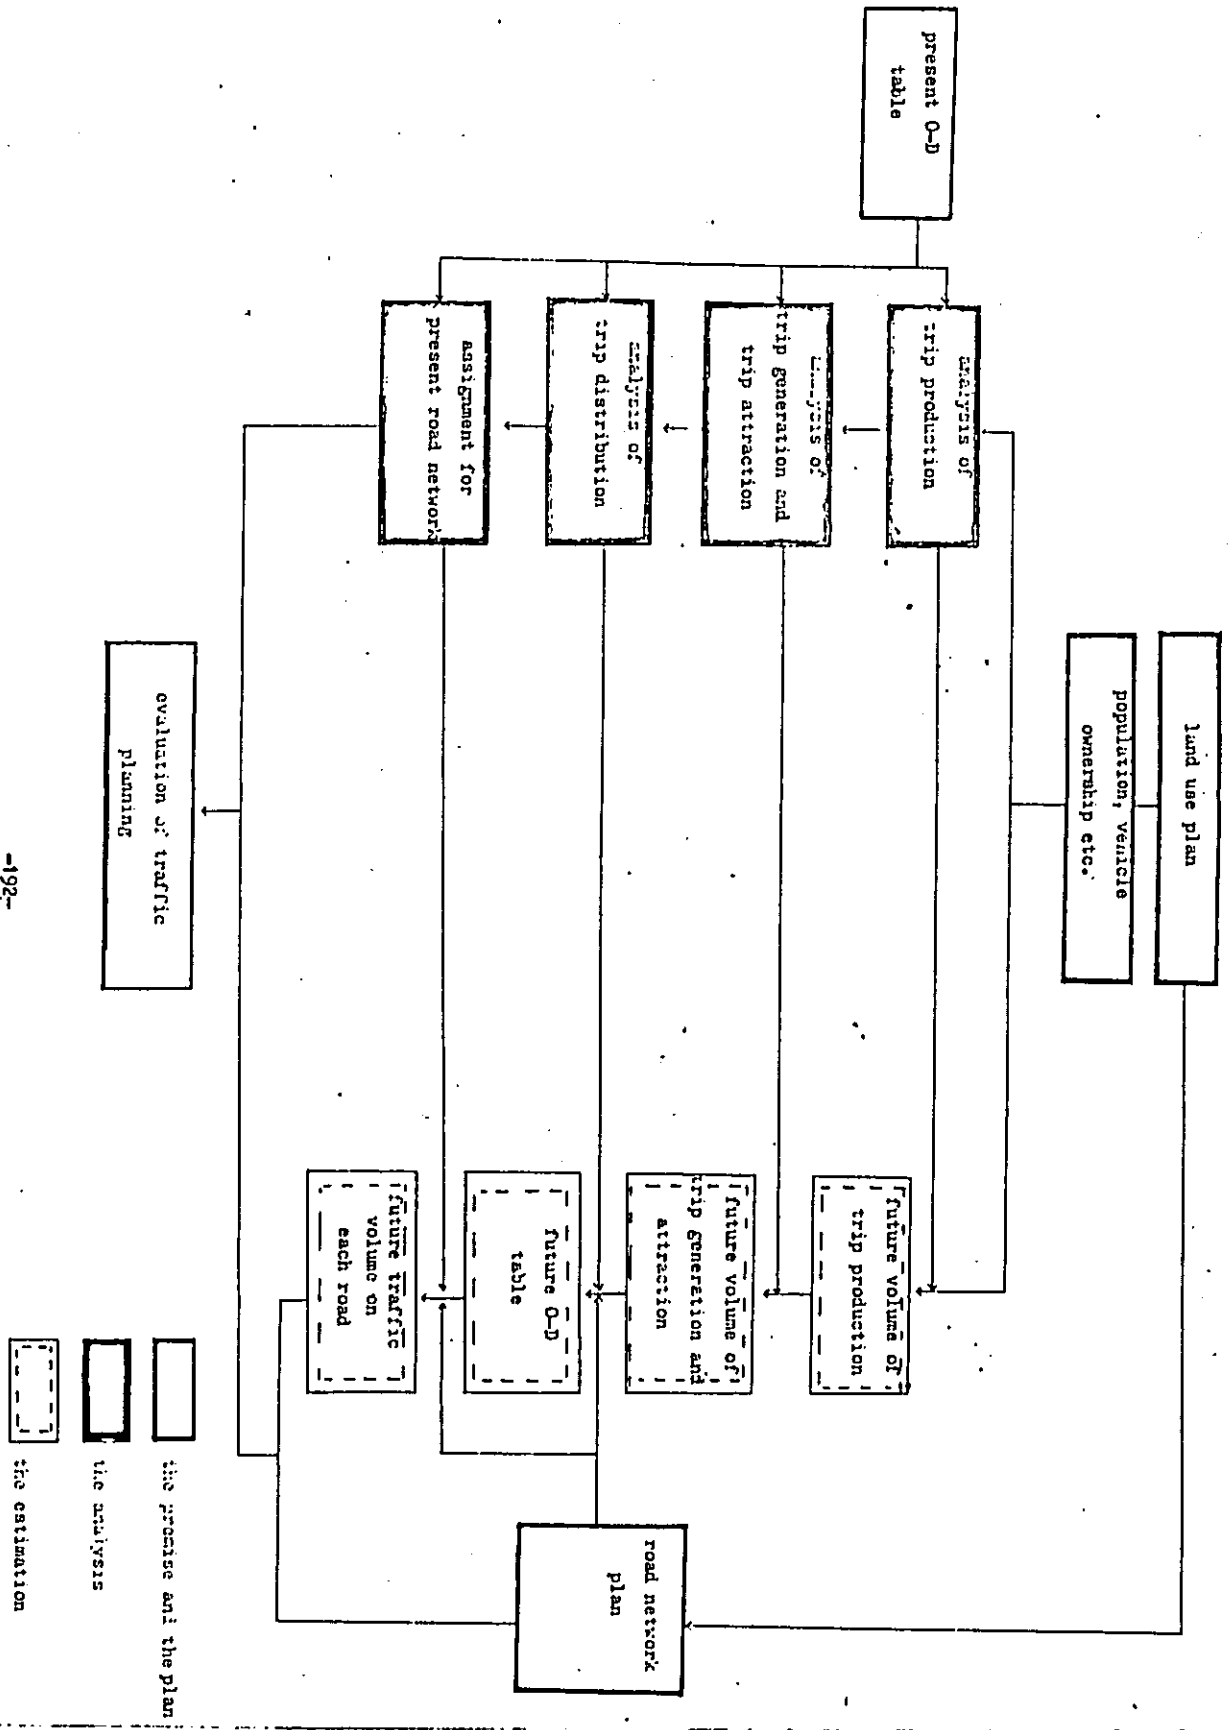 land use plan
population, vehicle
ownership etc.
present O-D
table
analysis of
trip production
analysis of
trip generation and
trip attraction
analysis of
trip distribution
assignment for
present road network
future volume of
trip production
future volume of
trip generation and
attraction
future O-D
table
future traffic
volume on
each road
road network
plan
evaluation of traffic
planning
the promise and the plan
the analysis
the estimation
-192-